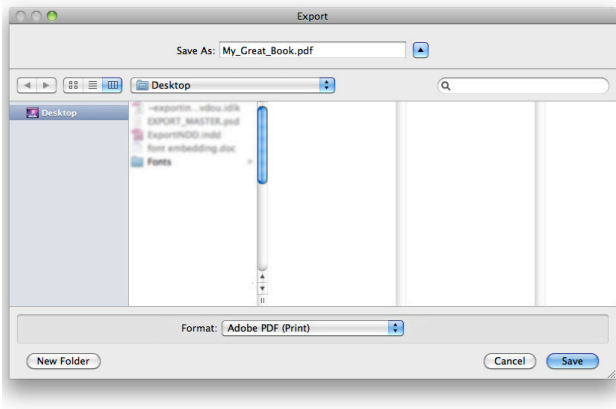 Export
Save As: My_Great_Book.pdf
Desktop
Desktop
EXPORT_MASTER.psd
ExportINDD.indd
font embedding.doc
Fonts
Format: Adobe PDF (Print)
New Folder
Cancel
Save